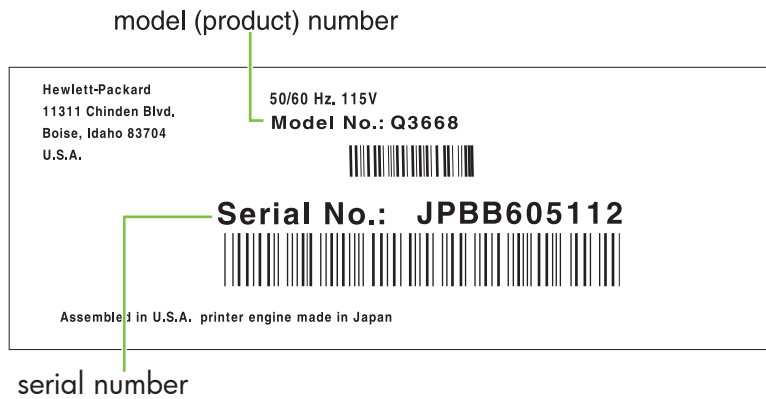 model (product) number
Hewlett-Packard
11311 Chinden Blvd.
Boise, Idaho 83704
U.S.A.
50/60 Hz. 115V
Model No.: Q3668
Serial No.: JPBB605112
Assembled in U.S.A. printer engine made in Japan
serial number